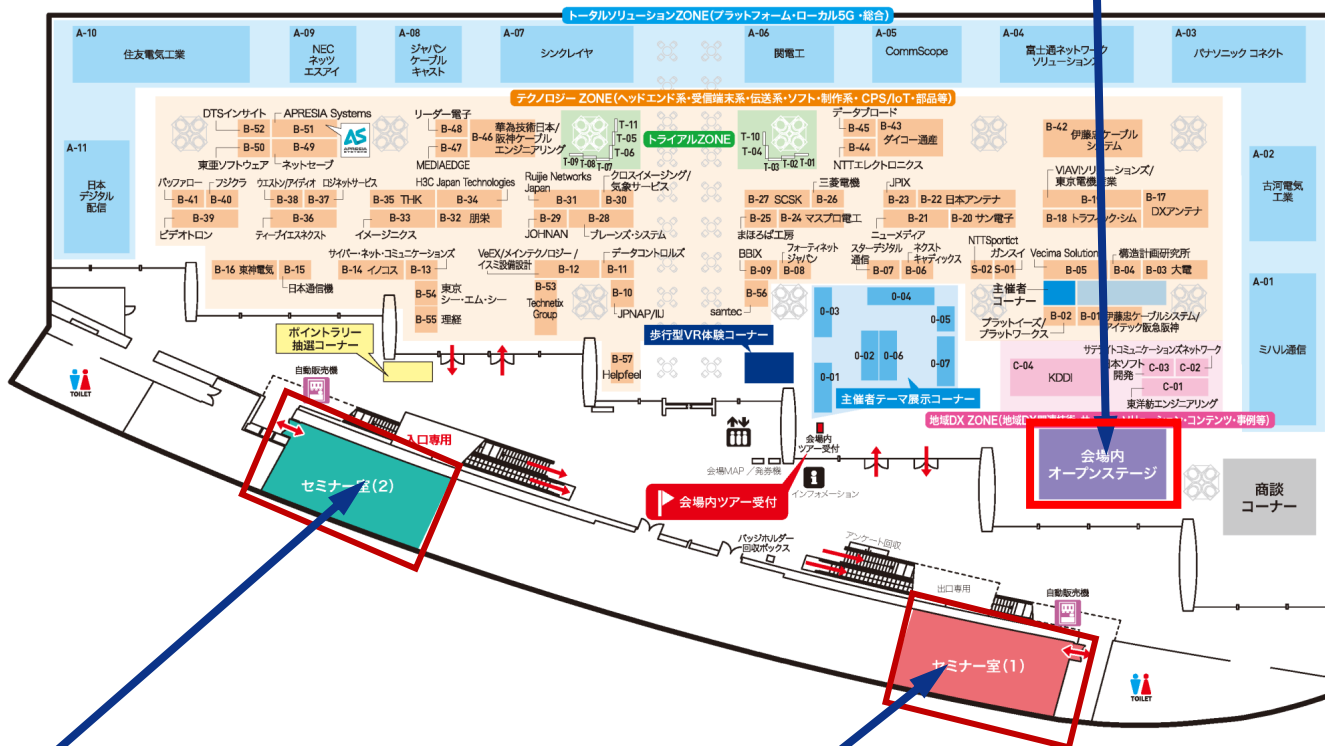 トータルソリューションZONE(プラットフォーム・ローカル5G・総合)
A-10
住友電気工業
A-09
NEC
ネッツ
エスアイ
A-08
ジャパン
ケーブル
キャスト
A-07
シンクレイヤ
A-06
関電工
A-05
CommScope
A-04
富士通ネットワーク
ソリューションズ
A-03
パナソニック コネクト
テクノロジー ZONE(ヘッドエンド系・受信端末系・伝送系・ソフト・制作系・CPS/IoT・部品等)
DTSインサイト
APRESIA Systems
B-52
B-51
B-50
B-49
AS
APRESIA
SYSTEMS
東亜ソフトウェア
ネットセーブ
リーダー電子
B-48
B-47
B-46
華為技術日本/
阪神ケーブル
エンジニアリング
MEDIAEDGE
T-11
T-05
T-06
T-09
T-08
T-07
トライアルZONE
T-10
T-04
T-03
T-02
T-01
データブロード
B-45
B-43
ダイコー通産
B-44
NTTエレクトロニクス
B-42
伊藤忠ケーブル
システム
A-11
日本
デジタル
配信
A-02
古河電気
工業
バッファロー
フジクラ
B-41
B-40
B-39
ビデオトロン
ウエストン/アイディオ
ロジネットサービス
B-38
B-37
B-36
ティーブイエスネクスト
H3C Japan Technologies
B-35
THK
B-34
B-33
B-32
朋栄
イメージニクス
Ruijie Networks
Japan
クロスイメージング/
気象サービス
B-31
B-30
B-29
B-28
JOHNAN
ブレーンズ・システム
三菱電機
B-27
SCSK
B-26
B-25
B-24
マスプロ電工
まほろば工房
JPIX
B-23
B-22
日本アンテナ
B-21
B-20
サン電子
ニューメディア
VIAVIソリューションズ/
東京電機産業
B-19
B-17
DXアンテナ
B-18
トラフィック・シム
B-16
東神電気
B-15
日本通信機
サイバー・ネット・コミュニケーションズ
B-14
イノコス
B-13
B-54
東京
シー・エム・シー
B-55
理経
VeEX/メインテクノロジー/
イスミ設備設計
データコントロルズ
B-12
B-11
B-53
Technetix
Group
B-10
JPNAP/IIJ
BBIX
フォーティネット
ジャパン
B-09
B-08
B-56
santec
スターデジタル
通信
ネクスト
キャディックス
B-07
B-06
NTTSportict
ガンスイ
S-02
S-01
Vecima Solution
構造計画研究所
B-05
B-04
B-03
大電
主催者
コーナー
B-02
B-01
プラットイーズ/
プラットワークス
伊藤忠ケーブルシステム/
アイテック阪急阪神
A-01
ミハル通信
O-04
O-03
O-05
O-02
O-06
O-07
O-01
主催者テーマ展示コーナー
ポイントラリー
抽選コーナー
B-57
Helpfeel
歩行型VR体験コーナー
サテライトコミュニケーションズネットワーク
C-04
KDDI
日本ソフト
開発
C-03
C-02
C-01
東洋紡エンジニアリング
地域DX ZONE(地域DX関連技術・サ
ソリューション・コンテンツ・事例等)
TOILET
自動販売機
入口専用
セミナー室(2)
会場MAP／発券機
会場内
ツアー受付
インフォメーション
会場内ツアー受付
会場内
オープンステージ
商談
コーナー
バッジホルダー
回収ボックス
アンケート回収
出口専用
自動販売機
セミナー室(1)
TOILET